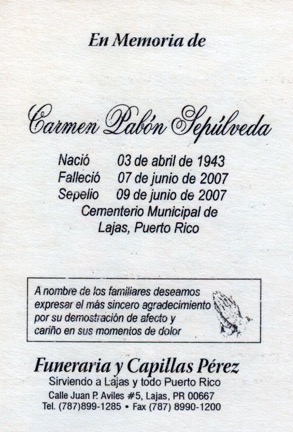 En Memoria de
Carmen Pabón Sepúlveda
Nació 03 de abril de 1943
Falleció 07 de junio de 2007
Sepelio 09 de junio de 2007
Cementerio Municipal de
Lajas, Puerto Rico
A nombre de los familiares deseamos
expresar el más sincero agradecimiento
por su demostración de afecto y
cariño en sus momentos de dolor
Funeraria y Capillas Pérez
Sirviendo a Lajas y todo Puerto Rico
Calle Juan P. Aviles #5, Lajas, PR 00667
Tel. (787)899-1285 • Fax (787) 8990-1200